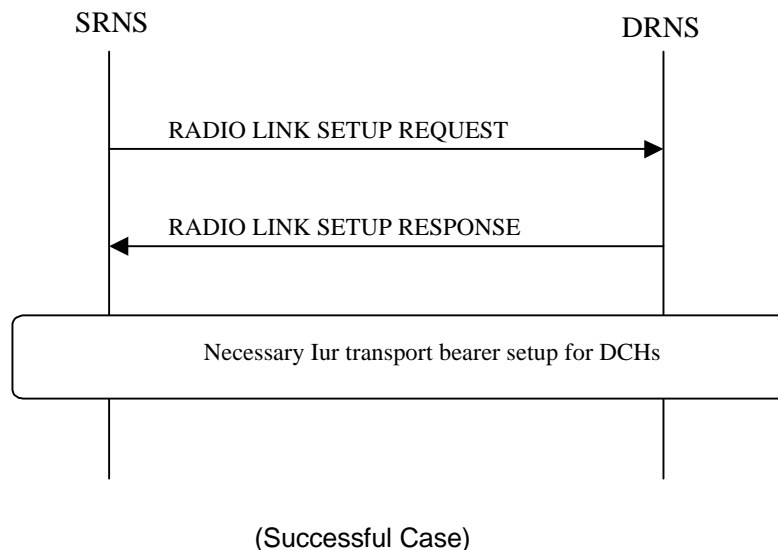 SRNS
DRNS
RADIO LINK SETUP REQUEST
RADIO LINK SETUP RESPONSE
Necessary Iur transport bearer setup for DCHs
(Successful Case)